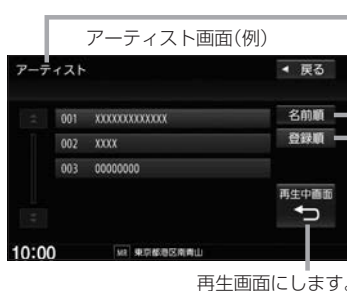 アーティスト画面(例)
アーティスト
◀ 戻る
001 XXXXXXXXXXXXX
名前順
002 XXXX
登録順
003 00000000
再生中画面
10:00
MR 東京都港区南青山
再生画面にします。